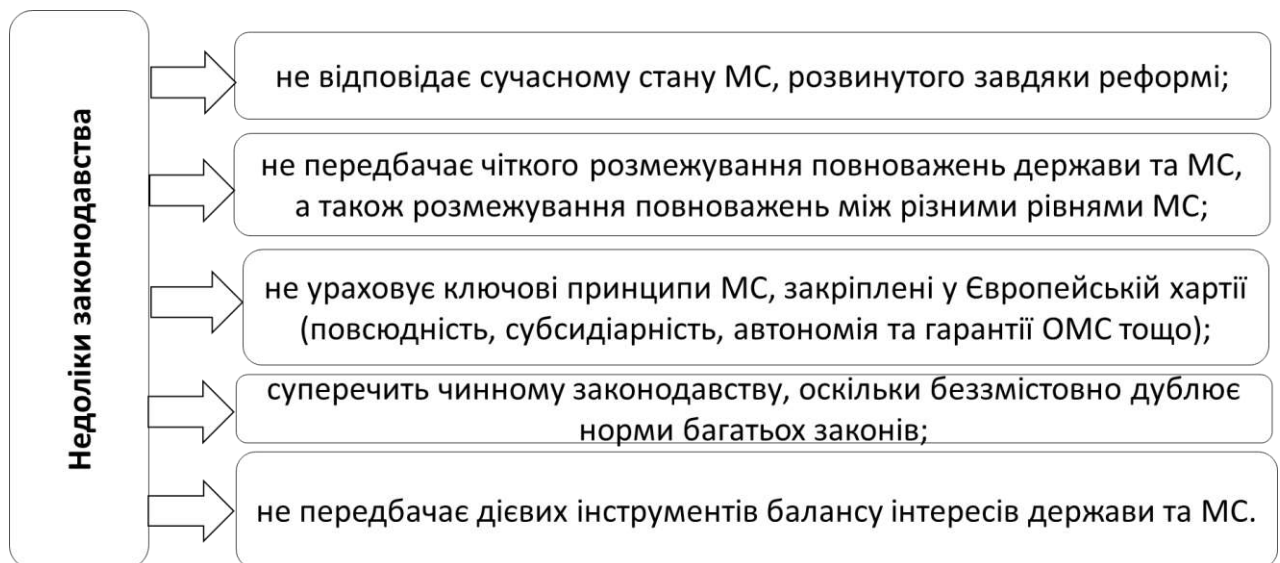 Недоліки законодавства
не відповідає сучасному стану МС, розвинутого завдяки реформі;
не передбачає чіткого розмежування повноважень держави та МС,
а також розмежування повноважень між різними рівнями МС;
не ураховує ключові принципи МС, закріплені у Європейській хартії
(повсюдність, субсидіарність, автономія та гарантії ОМС тощо);
суперечить чинному законодавству, оскільки беззмістовно дублює
норми багатьох законів;
не передбачає дієвих інструментів балансу інтересів держави та МС.